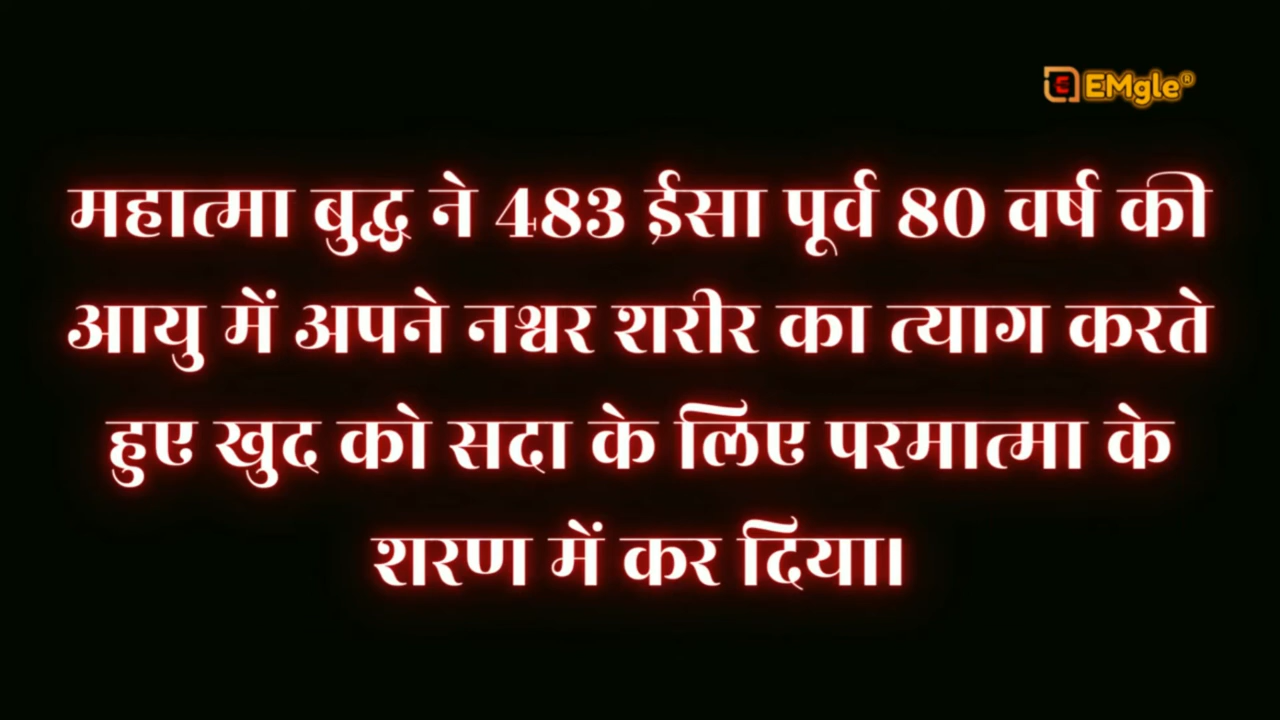 EMgle®
महात्मा बुद्ध ने 483 ईसा पूर्व 80 वर्ष की
आयु में अपने नश्वर शरीर का त्याग करते
हुए खुद को सदा के लिए परमात्मा के
शरण में कर दिया।